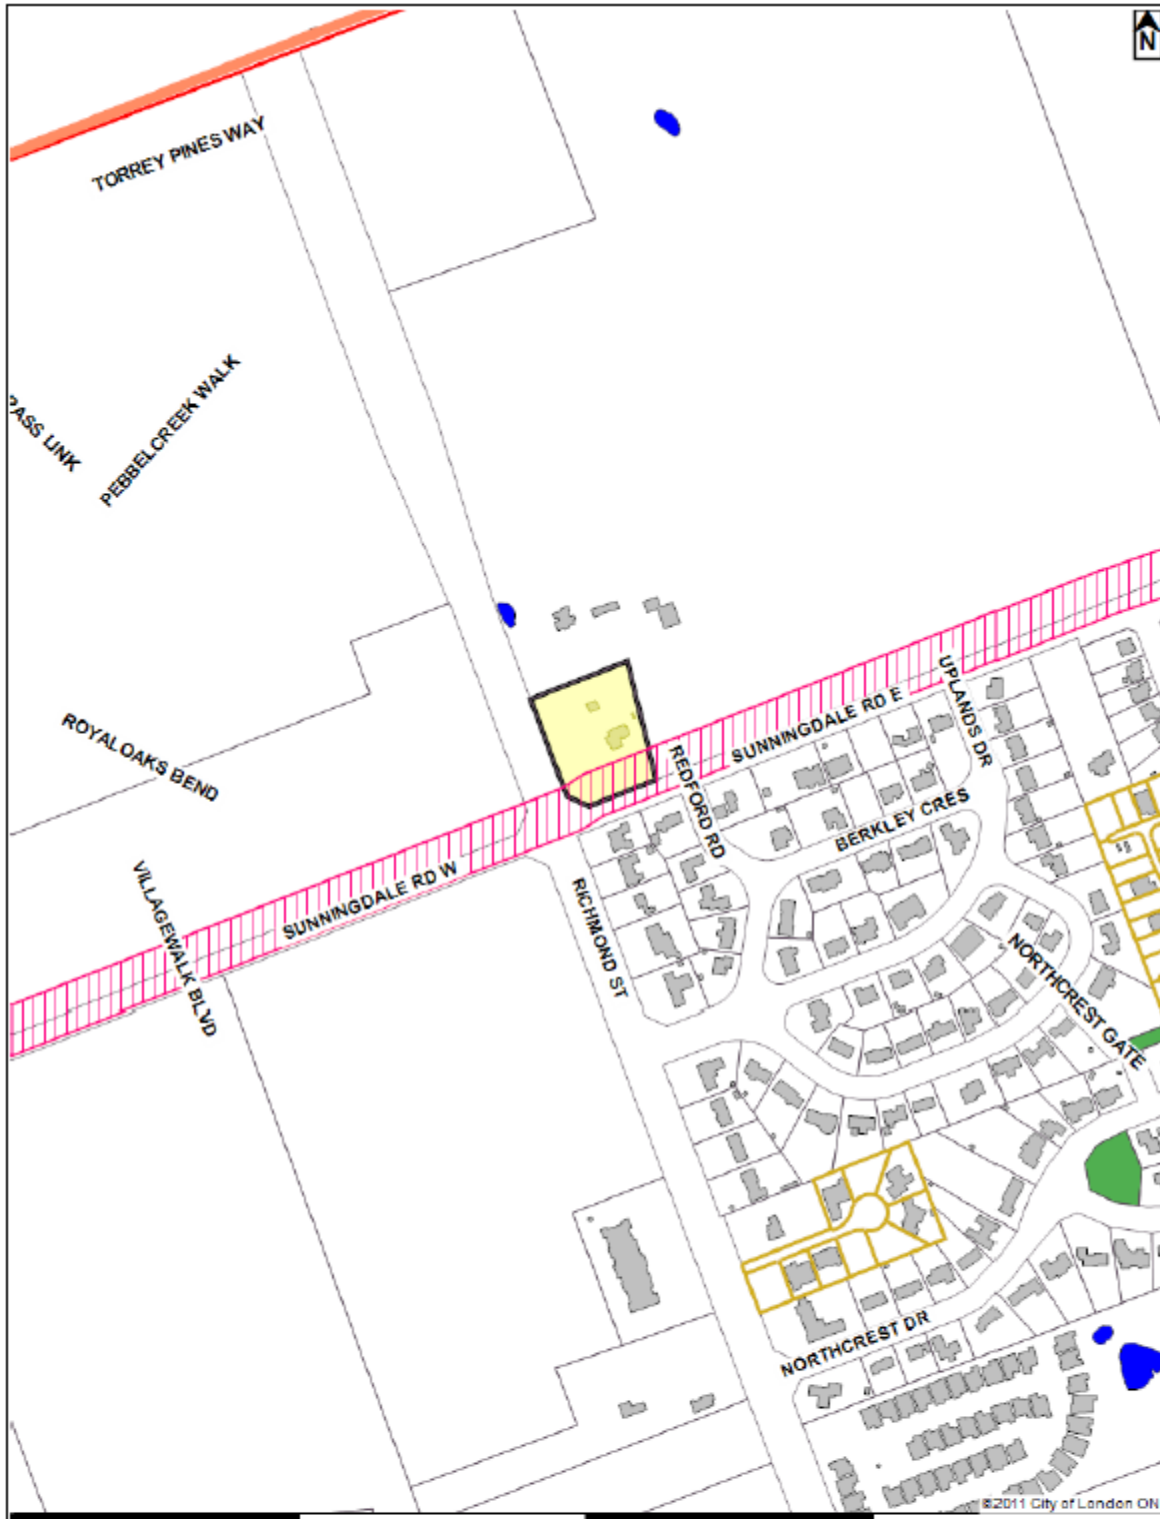 N
TORREY PINES WAY
PASS LINK
PEBBELCREEK WALK
ROYAL OAKS BEND
UPLANDS DR
SUNNINGDALE RD E
REDFORD RD
BERKLEY CRES
VILLAGEWALK BLVD
SUNNINGDALE RD W
RICHMOND ST
NORTHCREST GATE
NORTHCREST DR
©2011 City of London ON